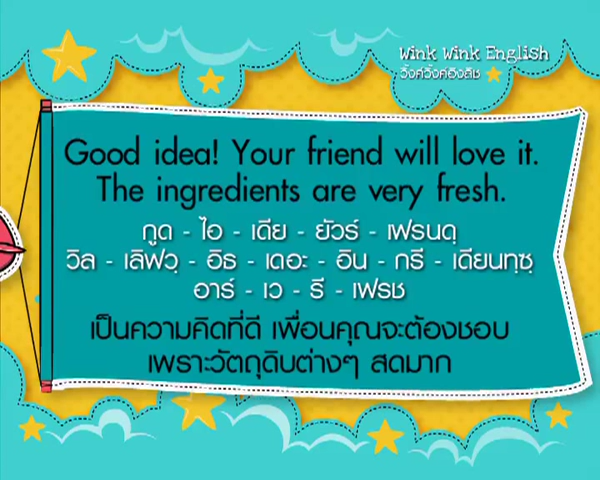 Wink Wink English
วิงค์วิงค์อิงลิช
Good idea! Your friend will love it.
The ingredients are very fresh.
กูด - ไอ - เดีย - ยัวร์ - เฟรนดฺ
วิล - เลิฟวฺ - อิธ - เดอะ - อิน - กรี - เดียนทฺซฺ
อาร์ - เว - รี - เฟรช
เป็นความคิดที่ดี เพื่อนคุณจะต้องชอบ
เพราะวัตถุดิบต่างๆ สดมาก